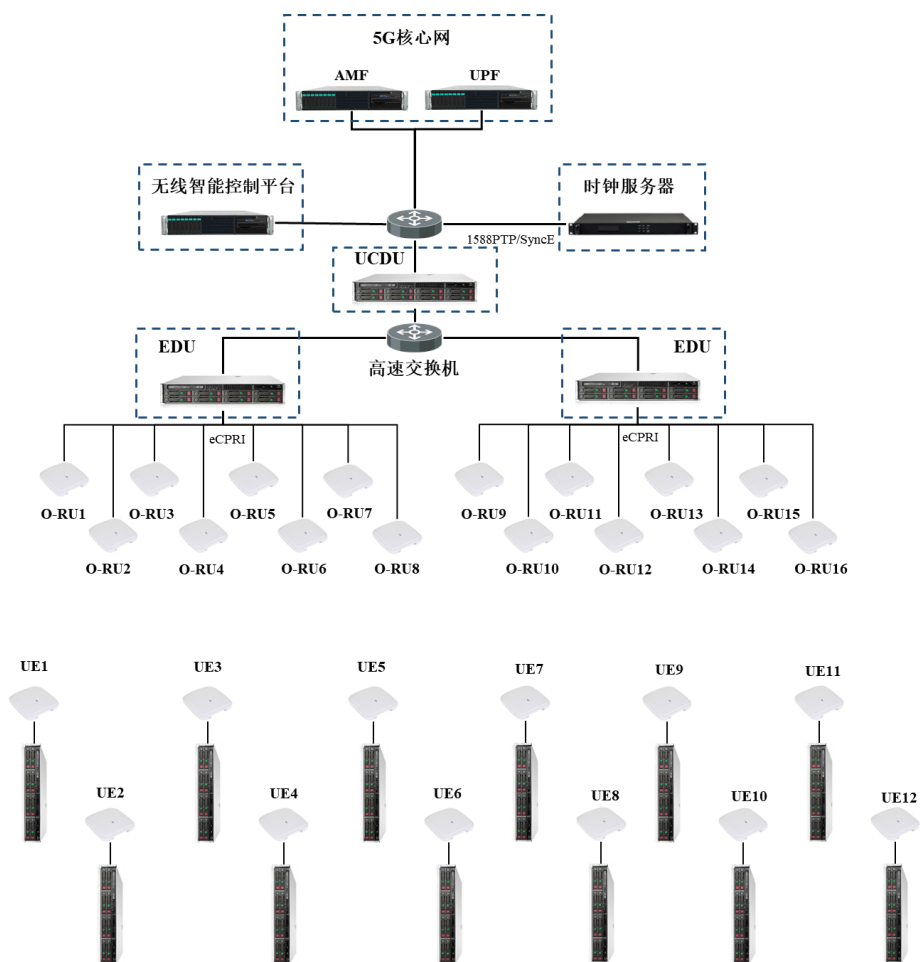 5G核心网
AMF
UPF
无线智能控制平台
时钟服务器
1588PTP/SyncE
UCDU
EDU
EDU
高速交换机
eCPRI
eCPRI
O-RU1
O-RU3
O-RU5
O-RU7
O-RU9
O-RU11
O-RU13
O-RU15
O-RU2
O-RU4
O-RU6
O-RU8
O-RU10
O-RU12
O-RU14
O-RU16
UE1
UE3
UE5
UE7
UE9
UE11
UE2
UE4
UE6
UE8
UE10
UE12